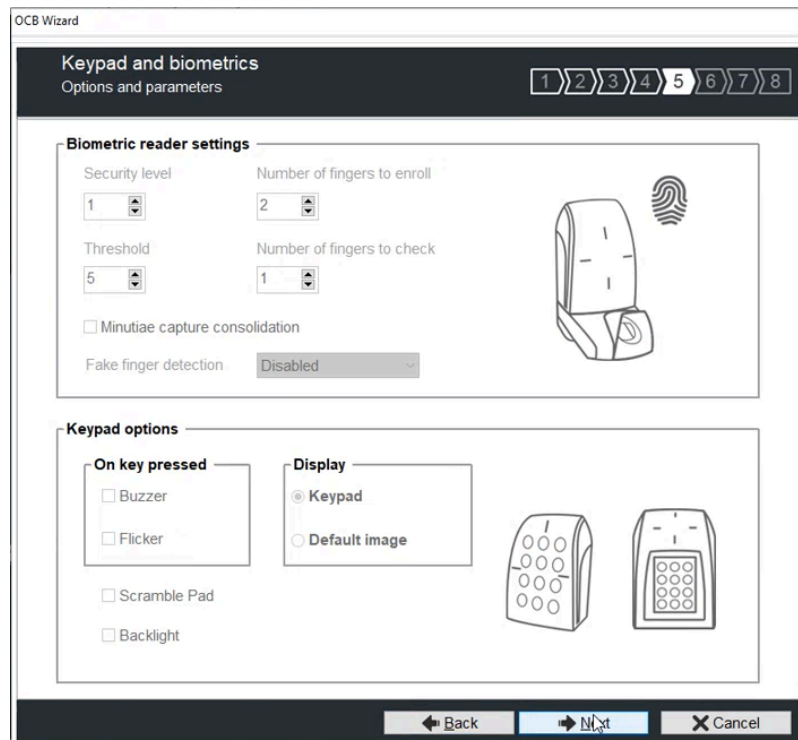 OCB Wizard
Keypad and biometrics
Options and parameters
1 2 3 4 5 6 7 8
Biometric reader settings
Security level Number of fingers to enroll
1 2
Threshold Number of fingers to check
5 1
Minutiae capture consolidation
Fake finger detection Disabled
Keypad options
On key pressed Display
Buzzer Keypad
Flicker Default image
Scramble Pad
Backlight
Back Next Cancel